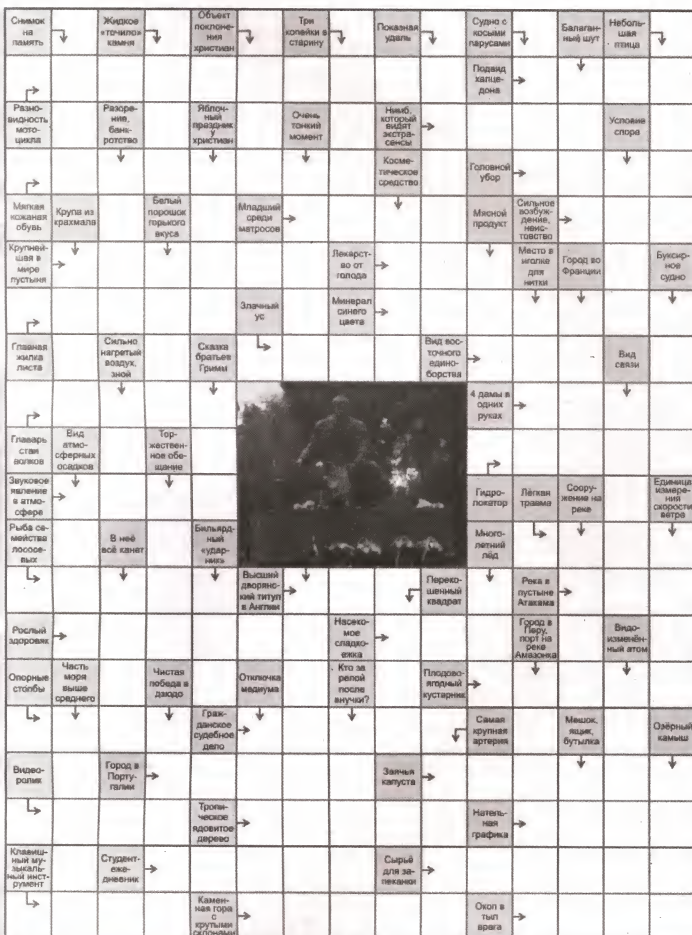 Снимок
на
память
Жидкое
«точило»
камня
Объект
поклоне-
ния
христиан
Три
копейки в
старину
Показная
удаль
Судно с
косыми
парусами
Балаган-
ный шут
Неболь-
шая
птица
Подвид
халце-
дона
Разно-
видность
мото-
цикла
Разоре-
ние,
банк-
ротство
Яблоч-
ный
праздник
у
христиан
Очень
тонкий
момент
Нимб,
который
видят
экстра-
сенсы
Условие
спора
Косме-
тическое
средство
Головной
убор
Мягкая
кожаная
обувь
Крупа из
крахмала
Белый
порошок
горького
вкуса
Младший
среди
матросов
Мясной
продукт
Сильное
возбуж-
дение,
неис-
товство
Крупней-
шая в
мире
пустыня
Лекарст-
во от
голода
Место в
иголке
для
нитки
Город во
Франции
Буксир-
ное
судно
Злачный
ус
Минерал
синего
цвета
Главная
жилка
листа
Сильно
нагретый
воздух,
зной
Сказка
братьев
Гримм
Вид вос-
точного
едино-
борства
Вид
связи
4 дамы в
одних
руках
Главарь
стаи
волков
Вид
атмо-
сферных
осадков
Тор-
жествен-
ное обе-
щание
Звуковое
явление
в атмо-
сфере
Гидро-
локатор
Лёгкая
травма
Соору-
жение на
реке
Единица
измере-
ния
скорости
ветра
Рыба се-
мейства
лососе-
вых
В неё
всё канет
Бильярд-
ный
«удар-
ник»
Много-
летний
лёд
Высший
дворянс-
кий титул
в Англии
Переко-
шенный
квадрат
Река в
пустыне
Атакама
Рослый
здоровяк
Насеко-
мое
сладко-
ежка
Город в
Перу,
порт на
реке
Амазонка
Видо-
изменён-
ный атом
Опорные
столбы
Часть
моря
выше
среднего
Чистая
победа в
дзюдо
Отключка
медиума
Кто за
репой
после
внучки?
Плодово-
ягодный
кустарник
Граж-
данское
судебное
дело
Самая
крупная
артерия
Мешок,
ящик,
бутылка
Озёрный
камыш
Видео-
ролик
Город в
Порту-
галии
Заячья
капуста
Тропи-
ческое
ядовитое
дерево
Натель-
ная
графика
Клавиш-
ный му-
зыкаль-
ный инст-
румент
Студент-
еже-
дневник
Сырьё
для за-
пеканки
Камен-
ная гора
с
крутыми
склонами
Окоп в
тыл
врага